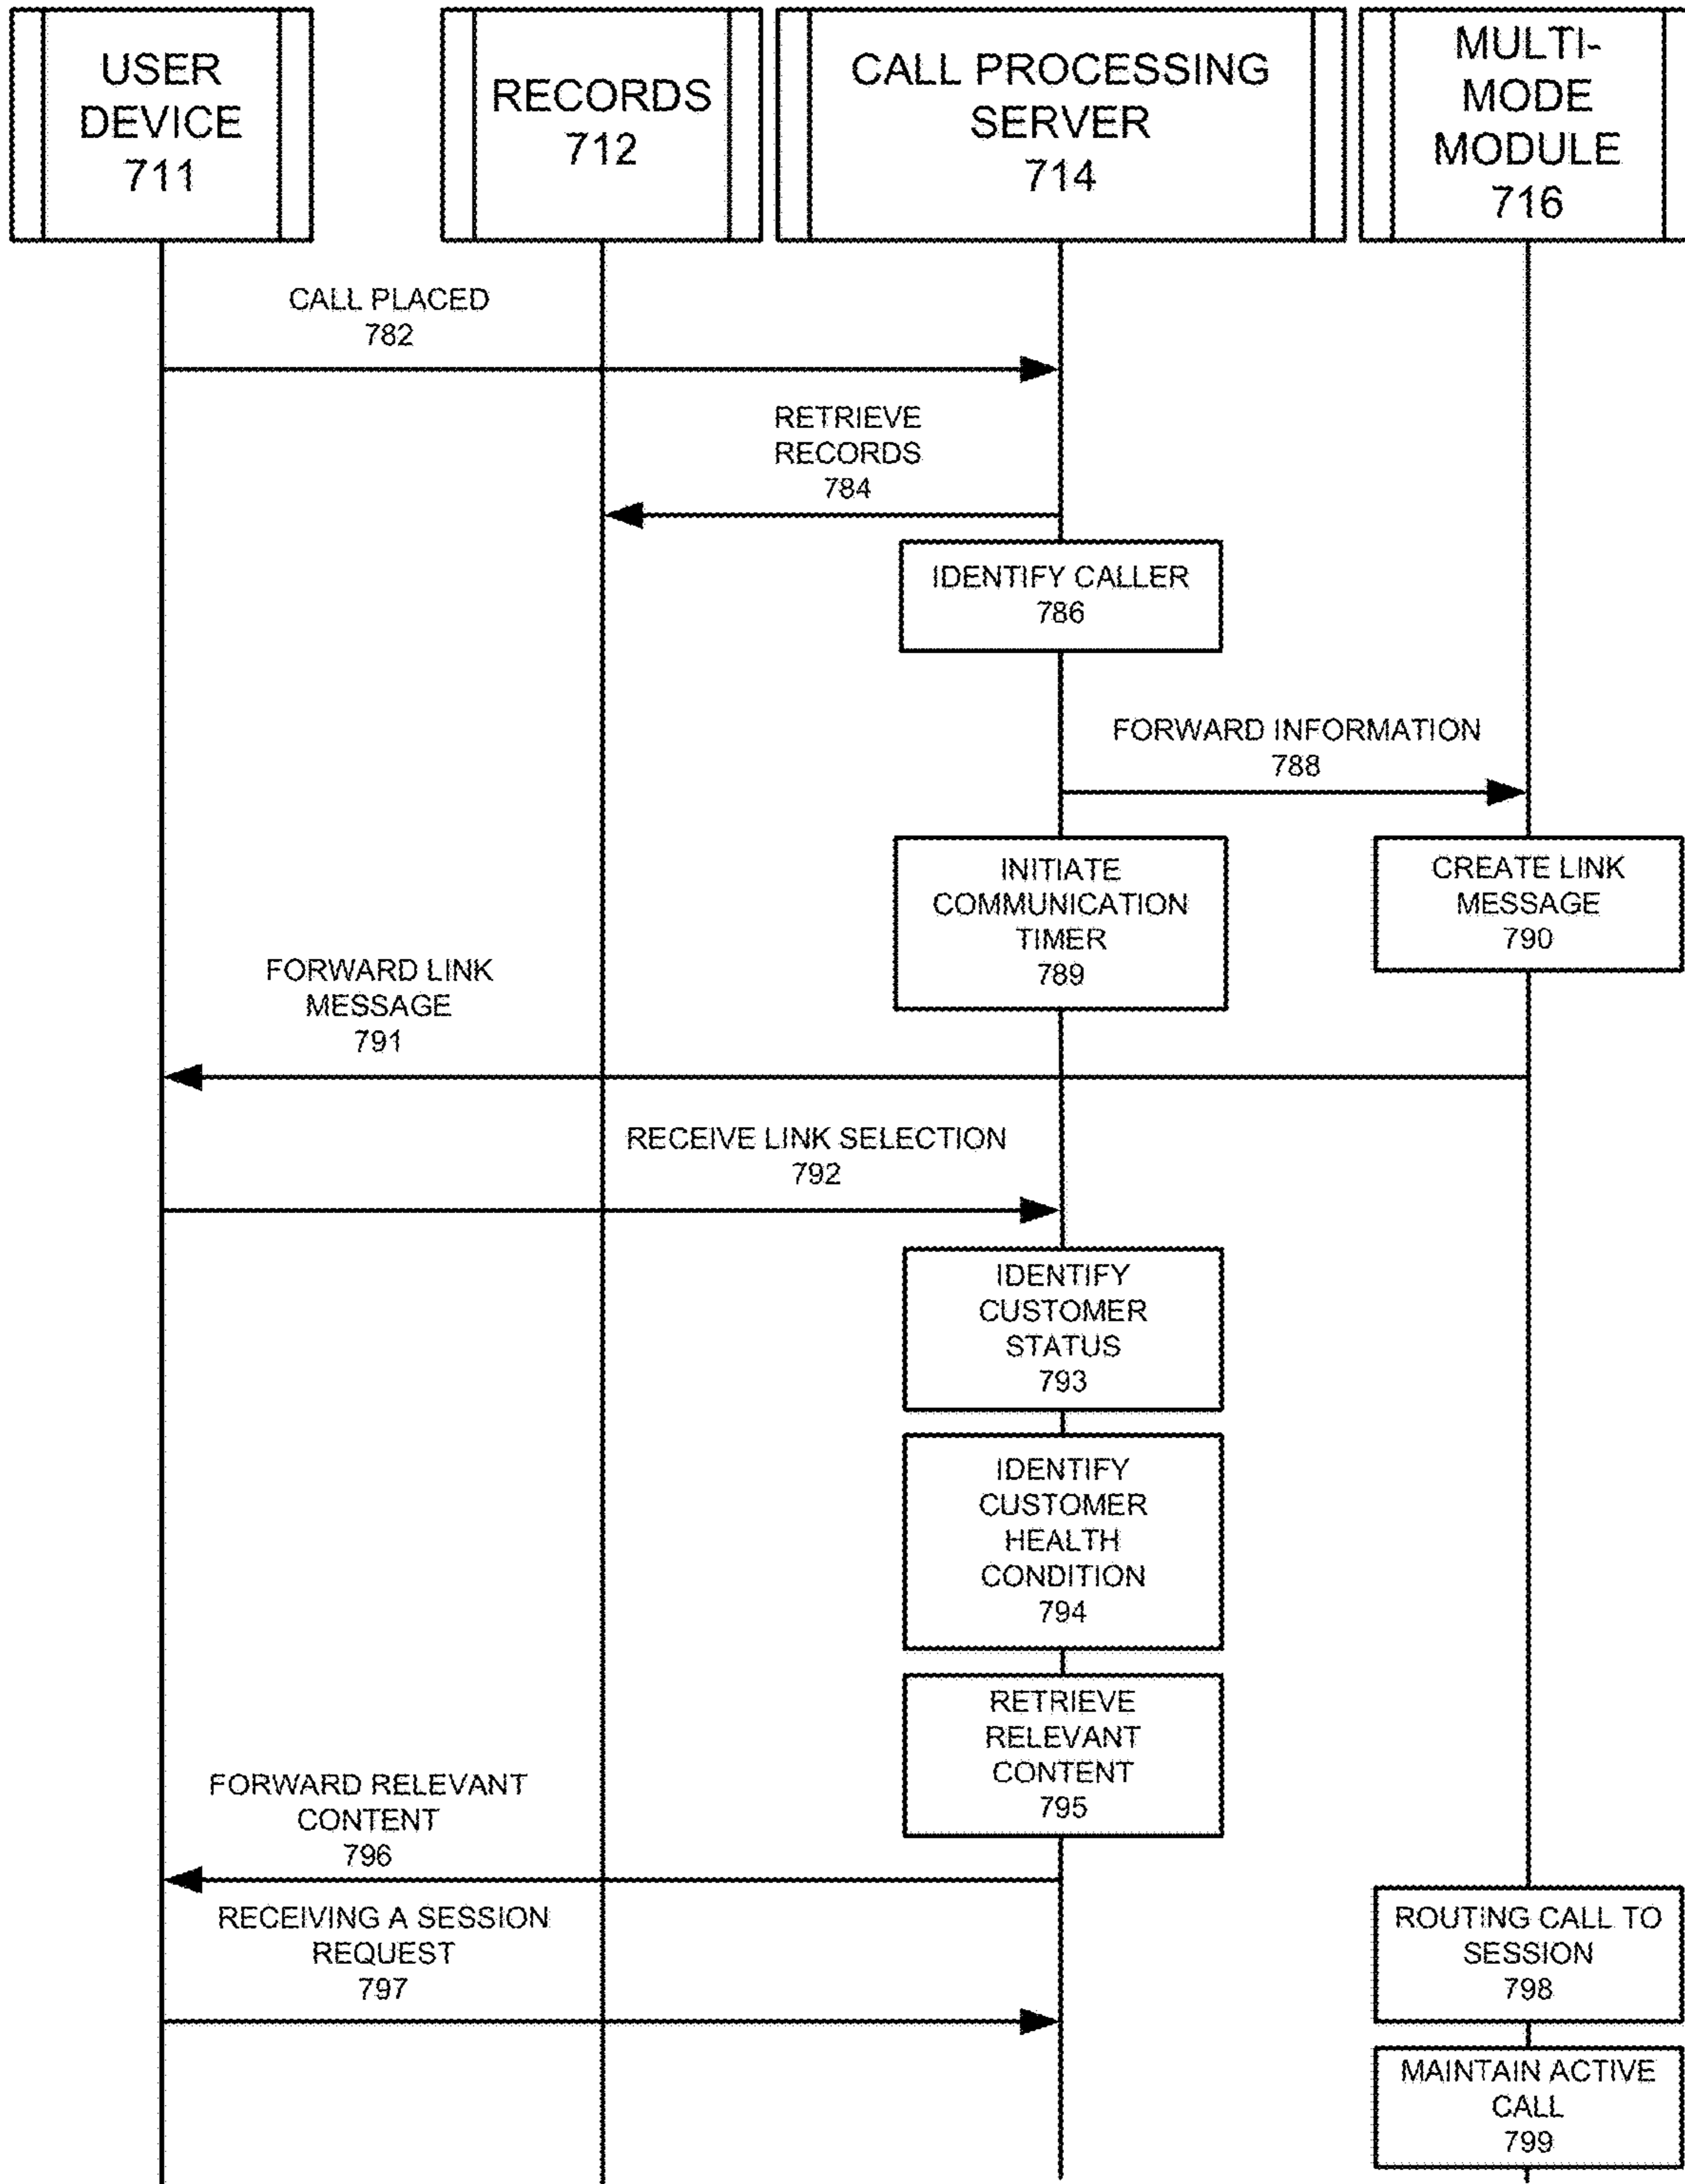 USER
DEVICE
711
RECORDS
712
CALL PROCESSING
SERVER
714
MULTI-
MODE
MODULE
716
CALL PLACED
782
RETRIEVE
RECORDS
784
IDENTIFY CALLER
786
FORWARD INFORMATION
788
INITIATE
COMMUNICATION
TIMER
789
CREATE LINK
MESSAGE
790
FORWARD LINK
MESSAGE
791
RECEIVE LINK SELECTION
792
IDENTIFY
CUSTOMER
STATUS
793
IDENTIFY
CUSTOMER
HEALTH
CONDITION
794
RETRIEVE
RELEVANT
CONTENT
795
FORWARD RELEVANT
CONTENT
796
RECEIVING A SESSION
REQUEST
797
ROUTING CALL TO
SESSION
798
MAINTAIN ACTIVE
CALL
799